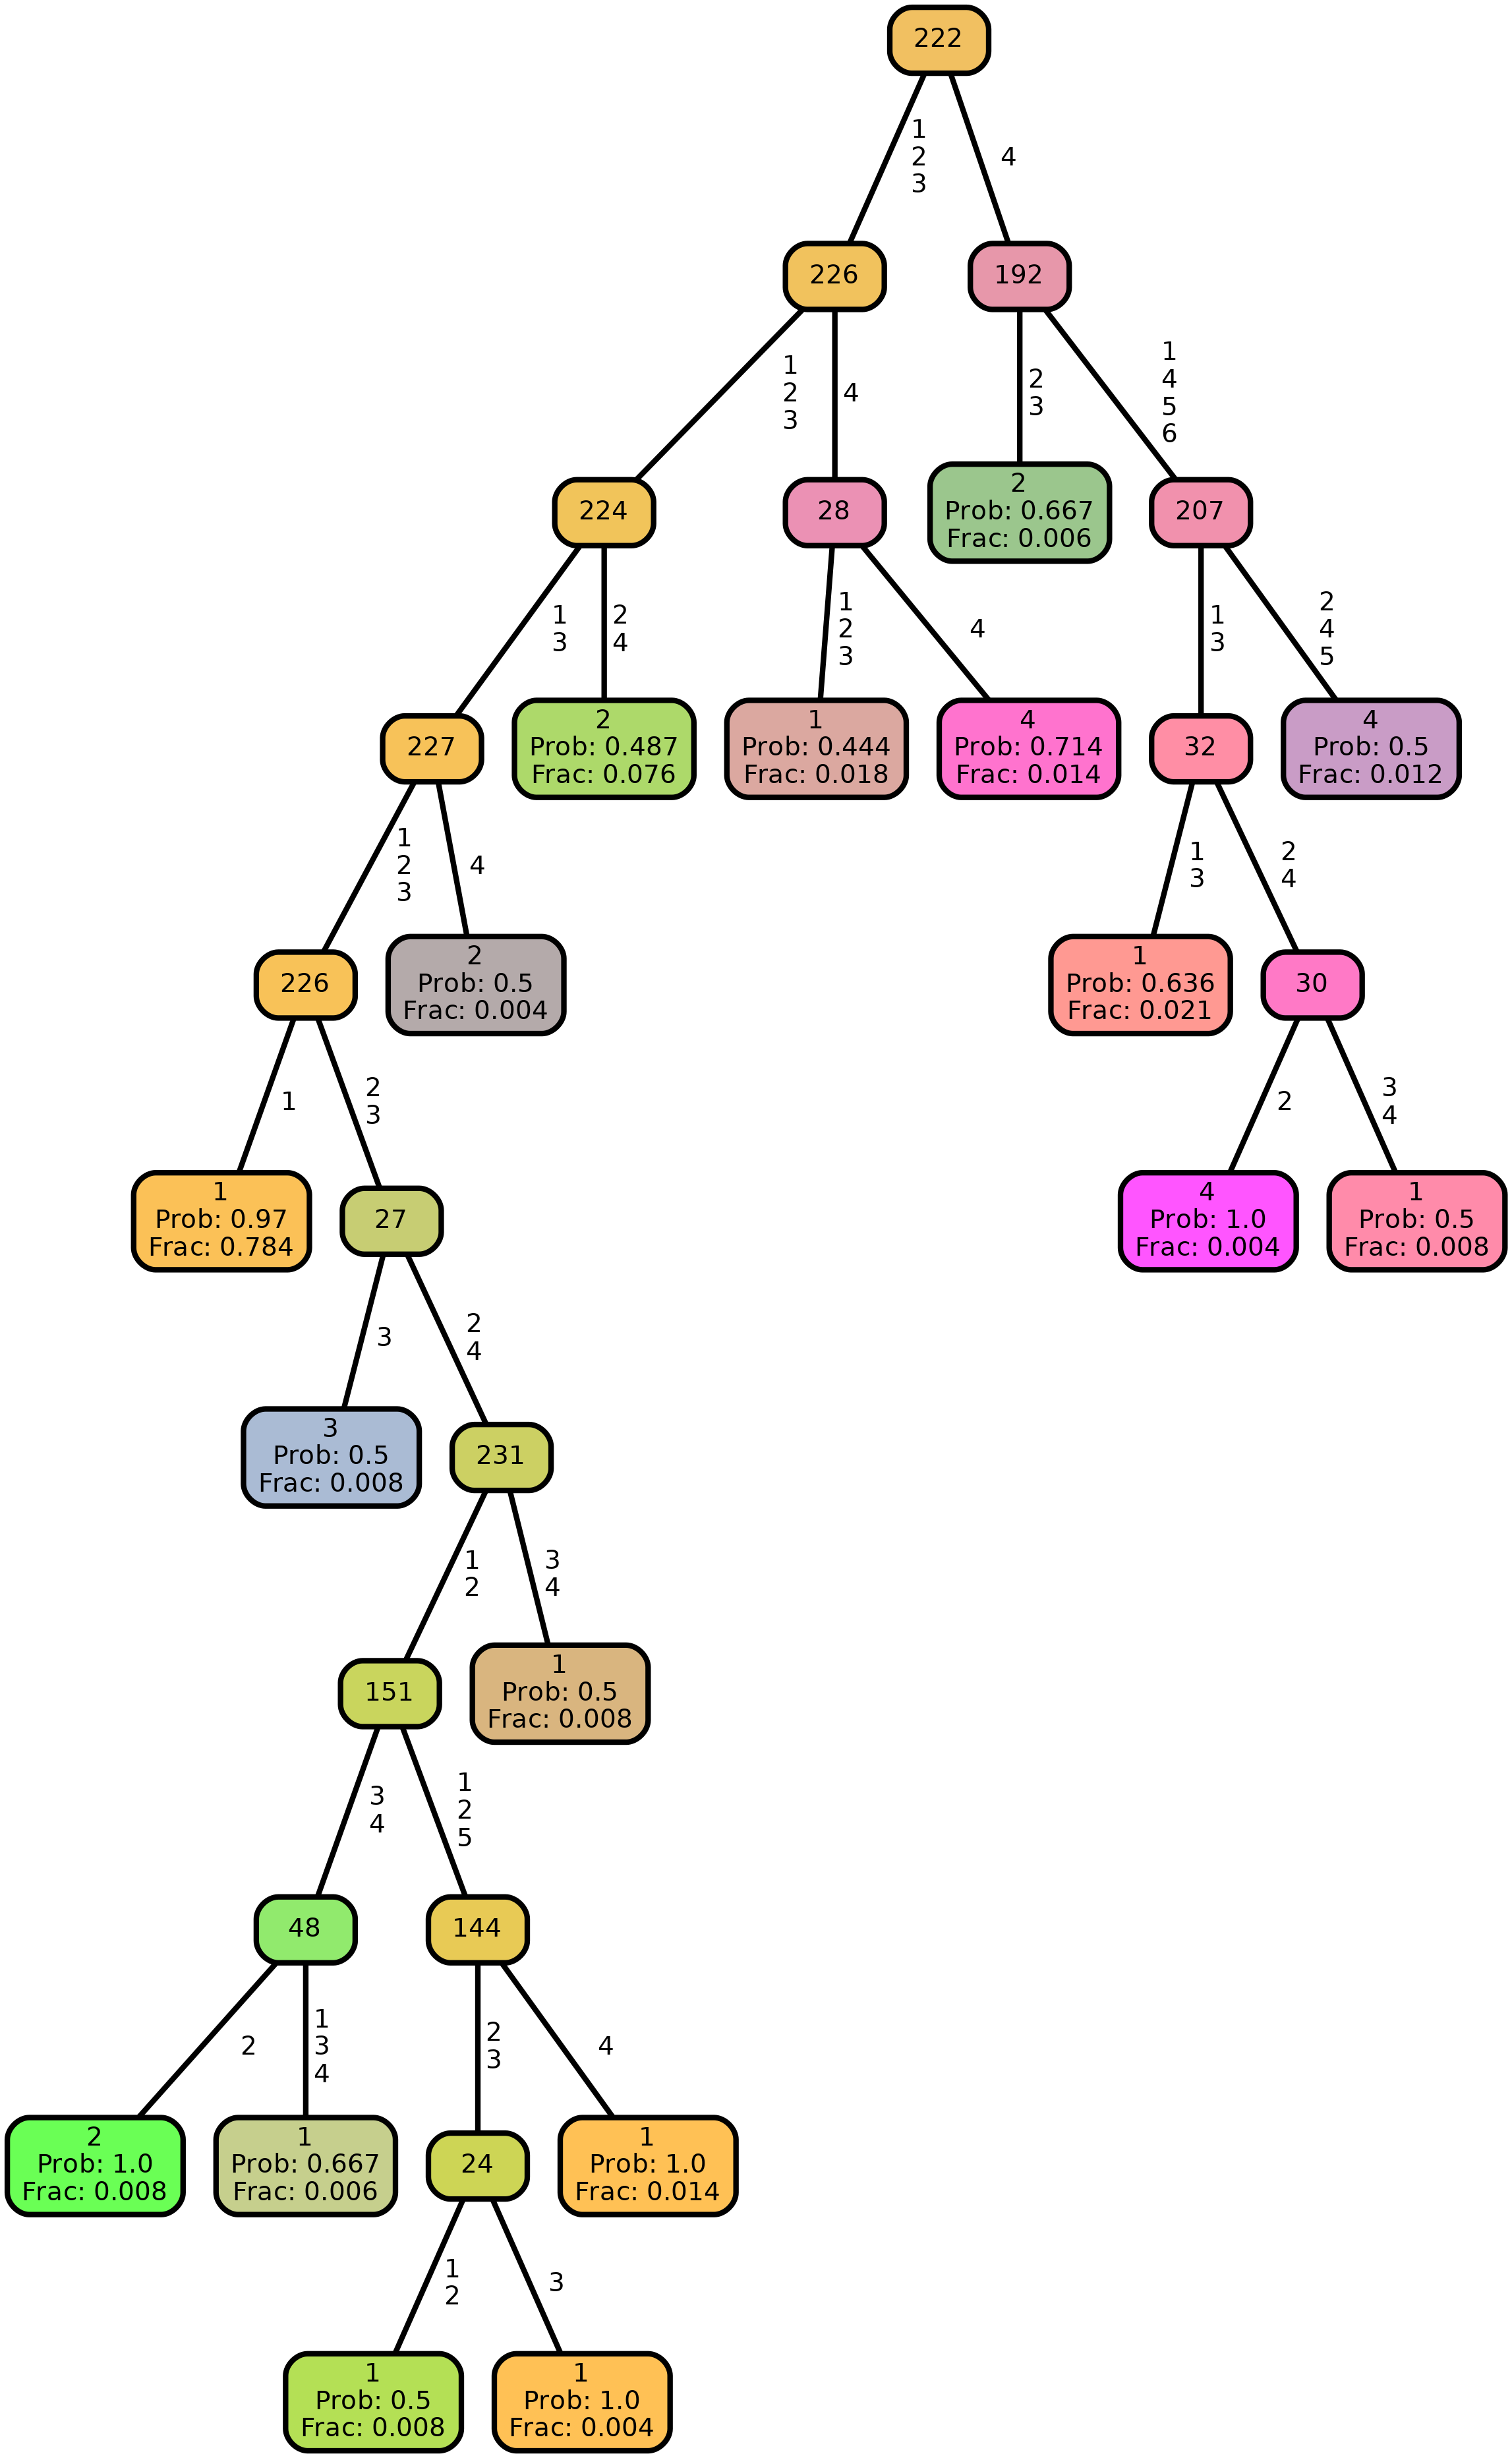 222
1
2
3
4
226
192
1
2
3
4
2
3
1
4
5
6
224
28
2
Prob: 0.667
Frac: 0.006
207
1
3
2
4
1
2
3
4
1
3
2
4
5
227
2
Prob: 0.487
Frac: 0.076
1
Prob: 0.444
Frac: 0.018
4
Prob: 0.714
Frac: 0.014
32
4
Prob: 0.5
Frac: 0.012
1
2
3
4
1
3
2
4
226
2
Prob: 0.5
Frac: 0.004
1
Prob: 0.636
Frac: 0.021
30
1
2
3
2
3
4
1
Prob: 0.97
Frac: 0.784
27
4
Prob: 1.0
Frac: 0.004
1
Prob: 0.5
Frac: 0.008
3
2
4
3
Prob: 0.5
Frac: 0.008
231
1
2
3
4
151
1
Prob: 0.5
Frac: 0.008
3
4
1
2
5
48
144
2
1
3
4
2
3
4
2
Prob: 1.0
Frac: 0.008
1
Prob: 0.667
Frac: 0.006
24
1
Prob: 1.0
Frac: 0.014
1
2
3
1
Prob: 0.5
Frac: 0.008
1
Prob: 1.0
Frac: 0.004